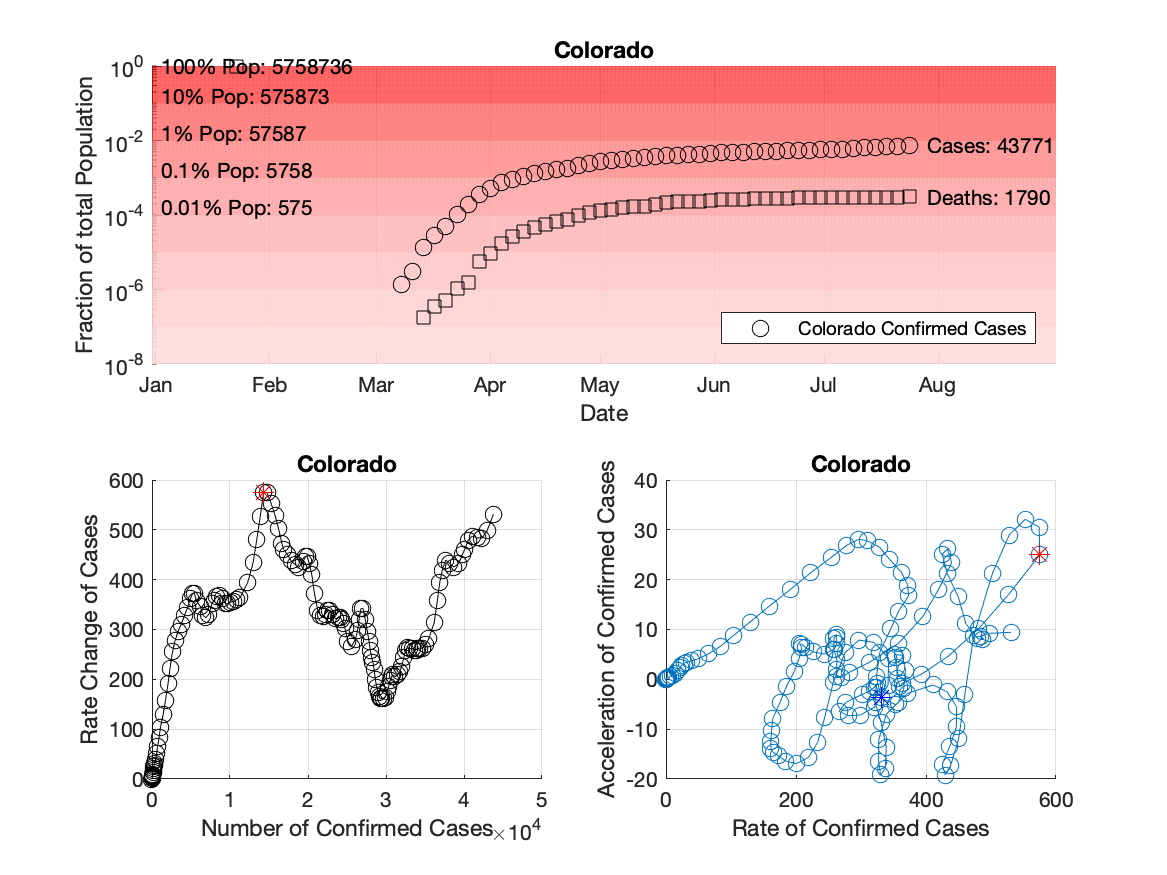 Colorado
10^0
10^-2
10^-4
10^-6
10^-8
Fraction of total Population
100% Pop: 5758736
10% Pop: 575873
1% Pop: 57587
0.1% Pop: 5758
0.01% Pop: 575
Cases: 43771
Deaths: 1790
Colorado Confirmed Cases
Jan Feb Mar Apr May Jun Jul Aug
Date
Colorado
600
500
400
300
200
100
0
Rate Change of Cases
0 1 2 3 4 5
Number of Confirmed Cases ×10^4
Colorado
40
30
20
10
0
-10
-20
Acceleration of Confirmed Cases
0 200 400 600
Rate of Confirmed Cases